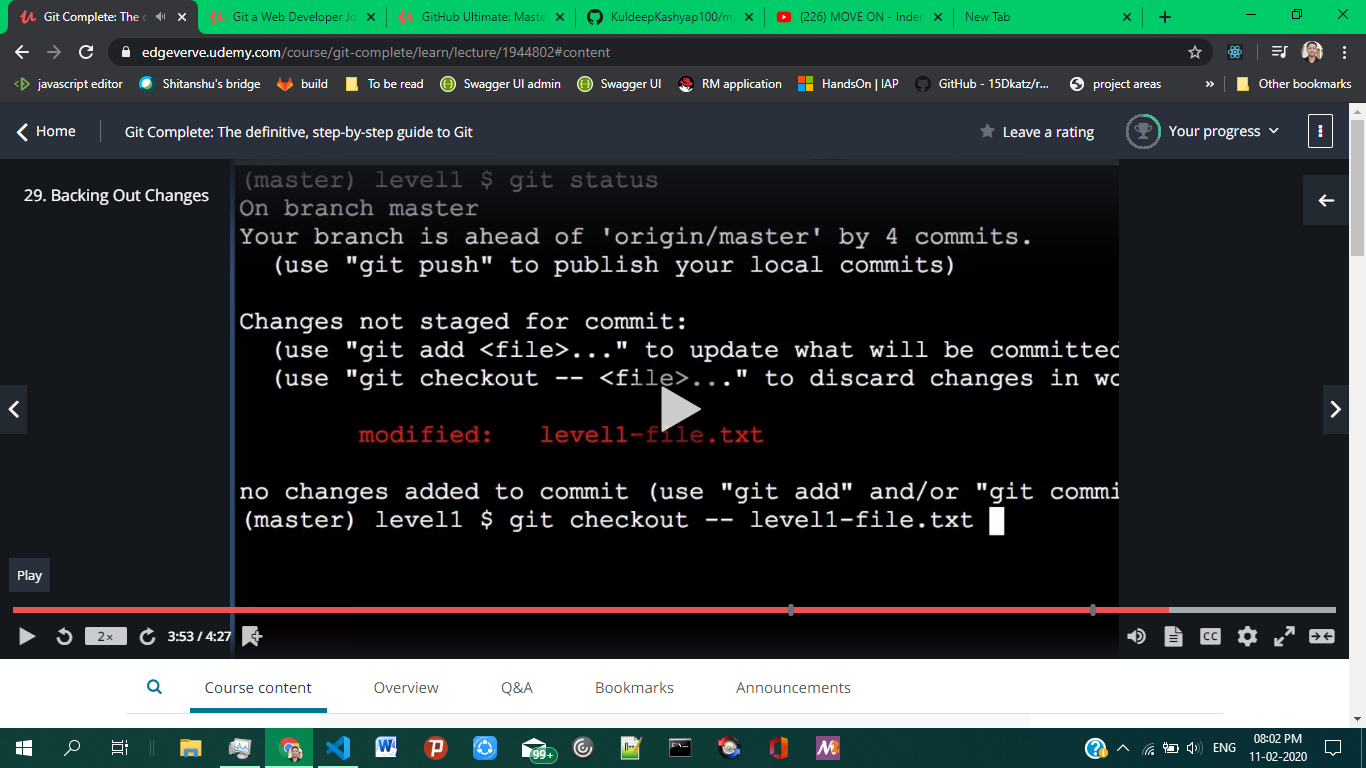 Git Complete: The d
Git a Web Developer Jo
GitHub Ultimate: Maste
KuldeepKashyap100/ma
(226) MOVE ON - Inder
New Tab
edgeverve.udemy.com/course/git-complete/learn/lecture/1944802#content
javascript editor
Shitanshu's bridge
build
To be read
Swagger UI admin
Swagger UI
RM application
HandsOn | IAP
GitHub - 15Dkatz/r...
project areas
»
Other bookmarks
Home
Git Complete: The definitive, step-by-step guide to Git
Leave a rating
Your progress
29. Backing Out Changes
(master) level1 $ git status
On branch master
Your branch is ahead of 'origin/master' by 4 commits.
(use "git push" to publish your local commits)
Changes not staged for commit:
(use "git add <file>..." to update what will be committed
(use "git checkout -- <file>..." to discard changes in wo
modified: level1-file.txt
no changes added to commit (use "git add" and/or "git commi
(master) level1 $ git checkout -- level1-file.txt
Play
2×
3:53 / 4:27
CC
Course content
Overview
Q&A
Bookmarks
Announcements
99+
ENG
08:02 PM
11-02-2020